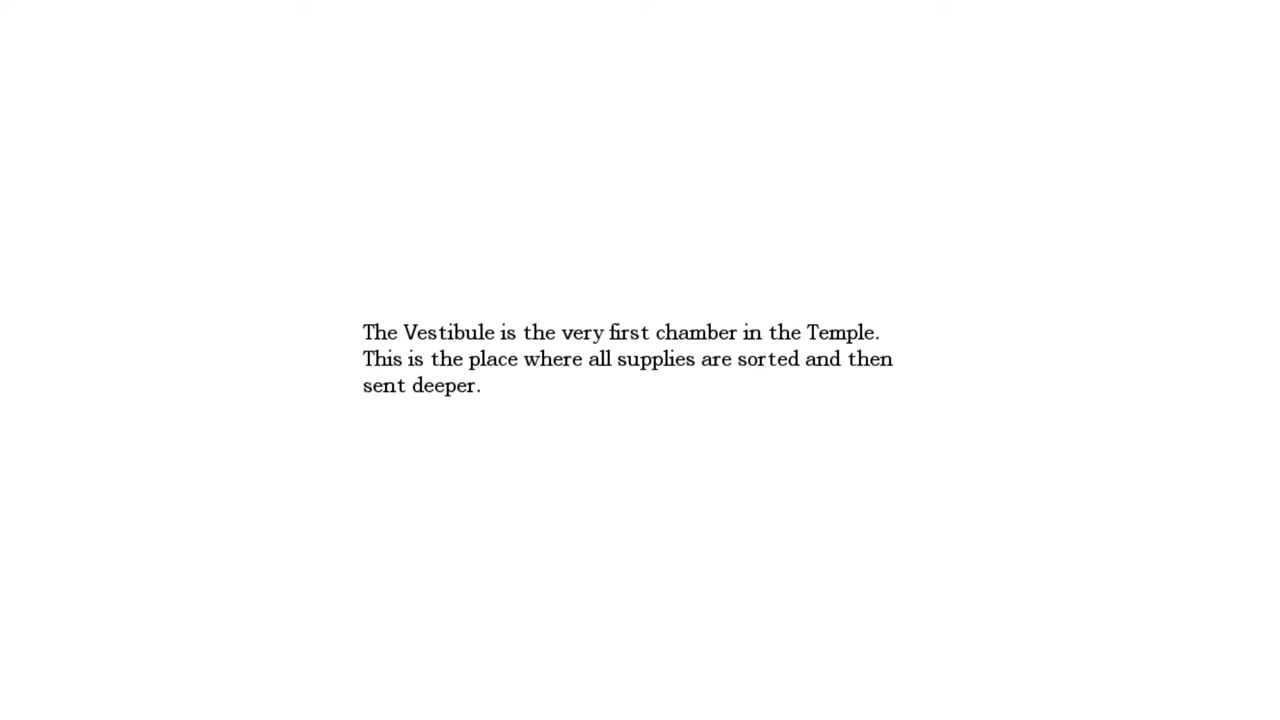 The Vestibule is the very first chamber in the Temple.
This is the place where all supplies are sorted and then
sent deeper.